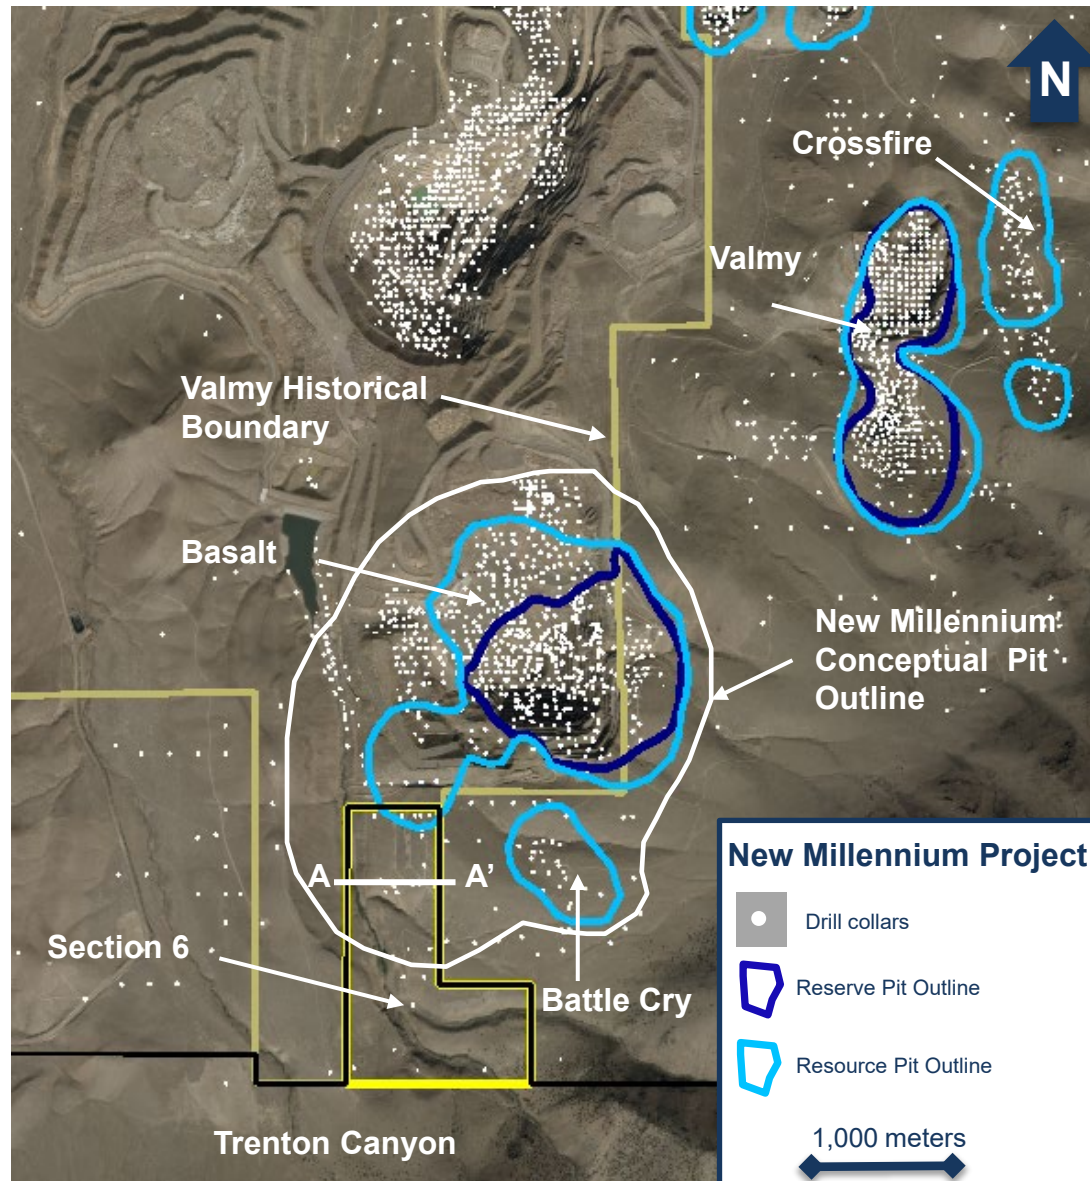 N
Crossfire
Valmy
Valmy Historical
Boundary
Basalt
New Millennium
Conceptual Pit
Outline
A
A’
Section 6
Battle Cry
Trenton Canyon
New Millennium Project
Drill collars
Reserve Pit Outline
Resource Pit Outline
1,000 meters